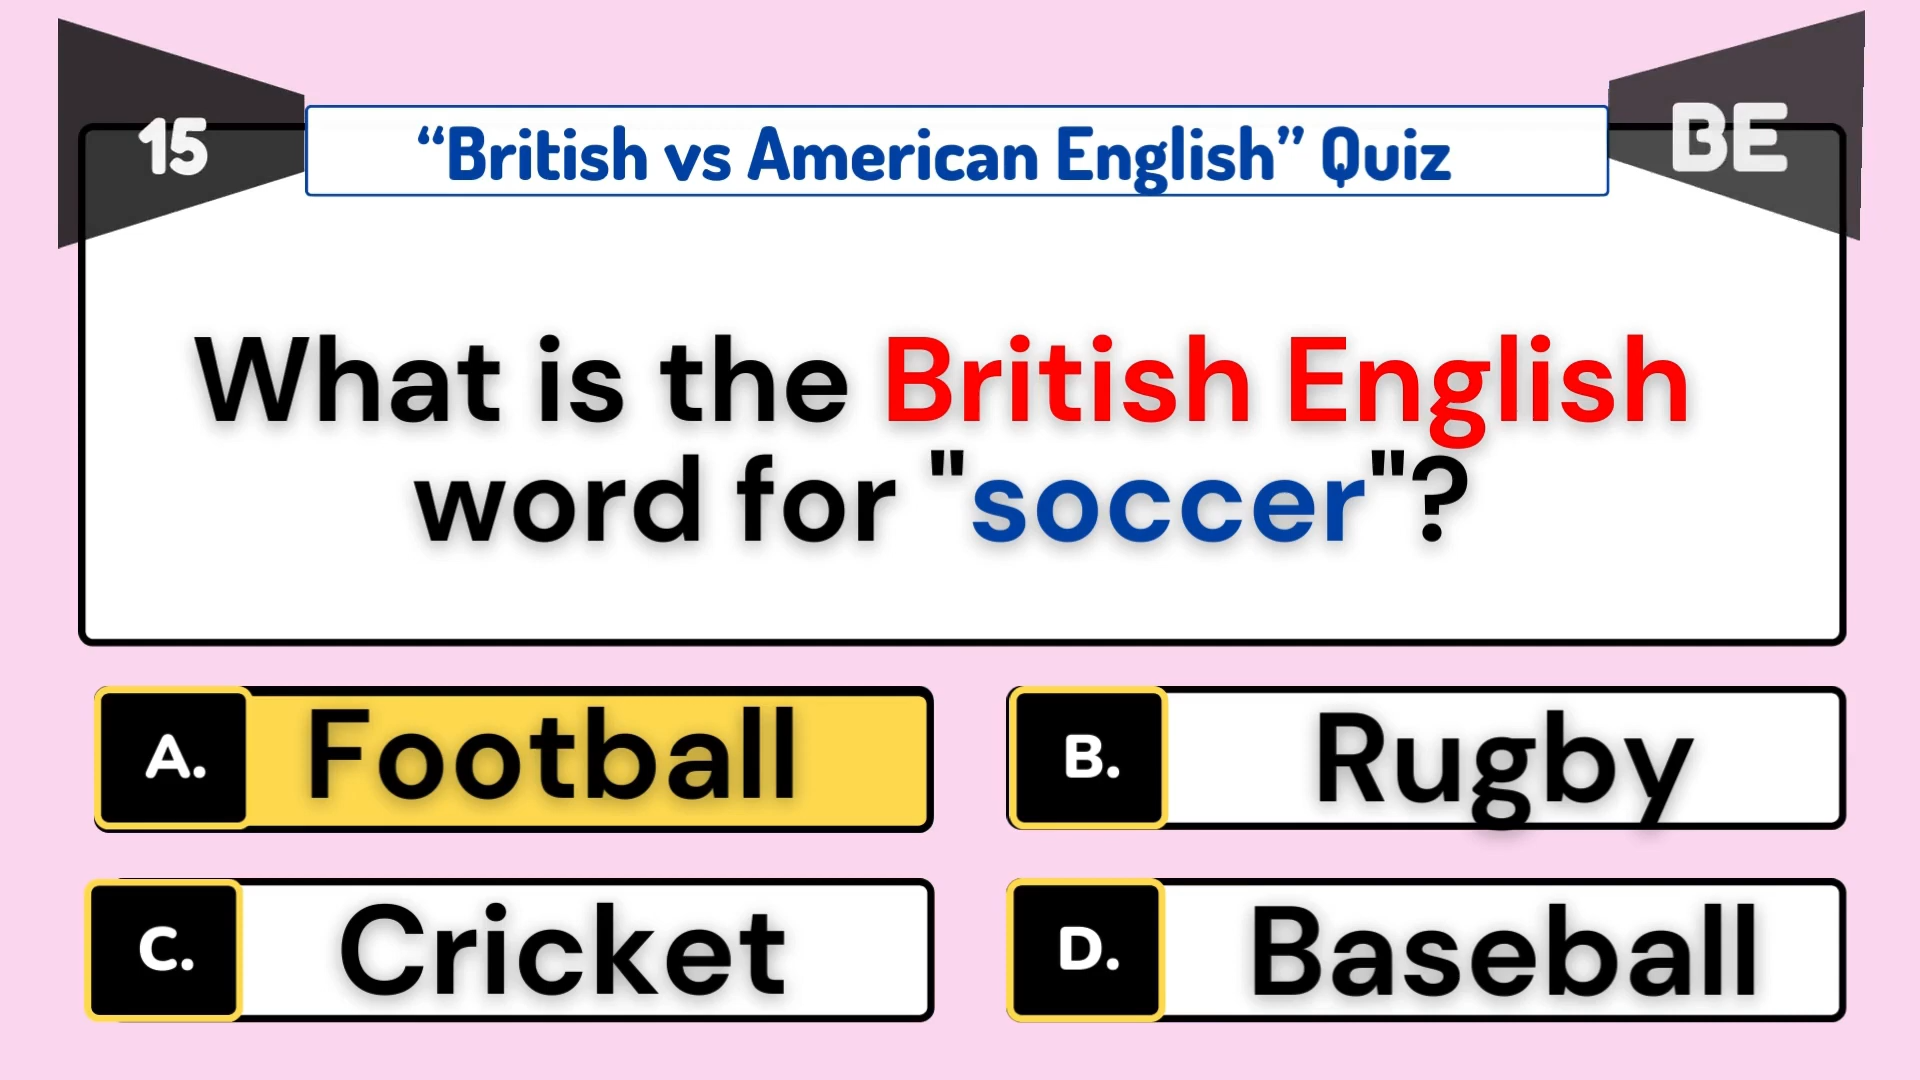 15
“British vs American English” Quiz
BE
What is the British English
word for "soccer"?
A. Football
B. Rugby
C. Cricket
D. Baseball